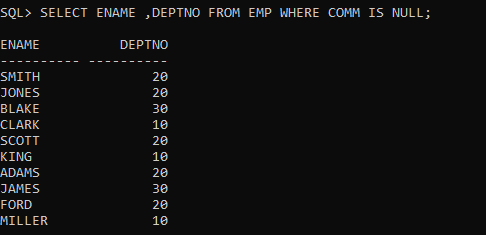 SQL> SELECT ENAME ,DEPTNO FROM EMP WHERE COMM IS NULL;
ENAME          DEPTNO
---------- ----------
SMITH              20
JONES              20
BLAKE              30
CLARK              10
SCOTT              20
KING               10
ADAMS              20
JAMES              30
FORD               20
MILLER             10